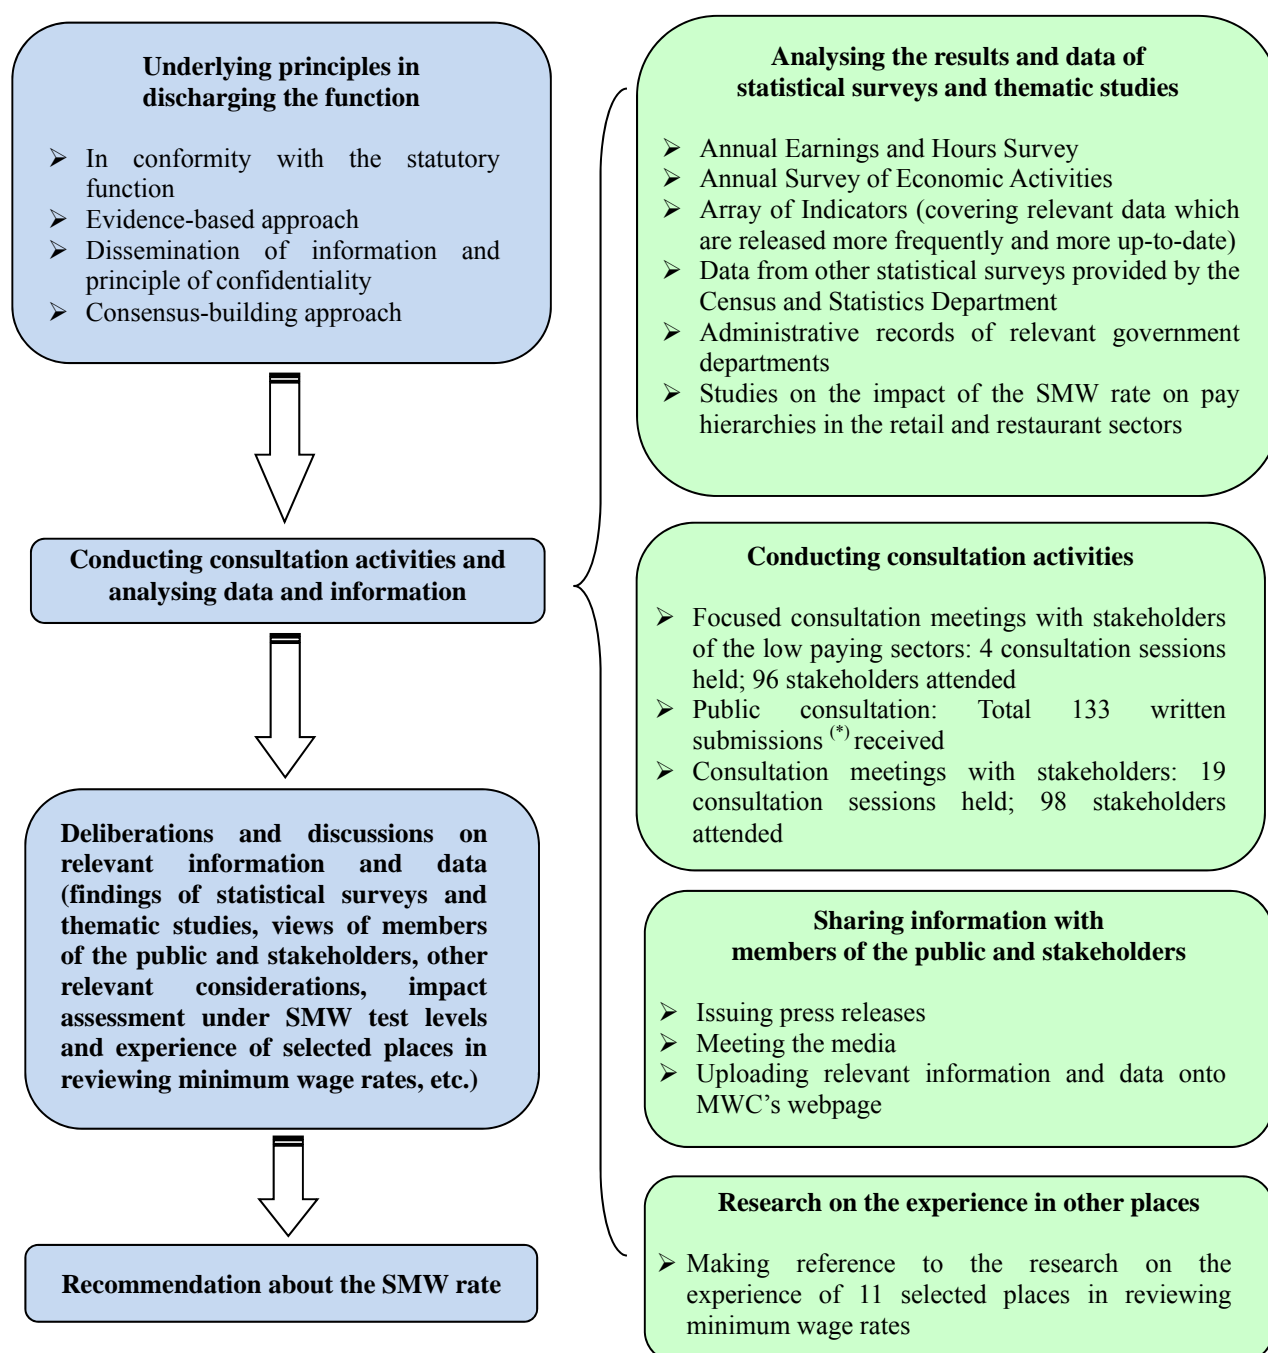 Underlying principles in
discharging the function
➢ In conformity with the statutory
function
➢ Evidence-based approach
➢ Dissemination of information and
principle of confidentiality
➢ Consensus-building approach
Conducting consultation activities and
analysing data and information
Deliberations and discussions on
relevant information and data
(findings of statistical surveys and
thematic studies, views of members
of the public and stakeholders, other
relevant considerations, impact
assessment under SMW test levels
and experience of selected places in
reviewing minimum wage rates, etc.)
Recommendation about the SMW rate
Analysing the results and data of
statistical surveys and thematic studies
➢ Annual Earnings and Hours Survey
➢ Annual Survey of Economic Activities
➢ Array of Indicators (covering relevant data which
are released more frequently and more up-to-date)
➢ Data from other statistical surveys provided by the
Census and Statistics Department
➢ Administrative records of relevant government
departments
➢ Studies on the impact of the SMW rate on pay
hierarchies in the retail and restaurant sectors
Conducting consultation activities
➢ Focused consultation meetings with stakeholders
of the low paying sectors: 4 consultation sessions
held; 96 stakeholders attended
➢ Public consultation: Total 133 written
submissions (*) received
➢ Consultation meetings with stakeholders: 19
consultation sessions held; 98 stakeholders
attended
Sharing information with
members of the public and stakeholders
➢ Issuing press releases
➢ Meeting the media
➢ Uploading relevant information and data onto
MWC’s webpage
Research on the experience in other places
➢ Making reference to the research on the
experience of 11 selected places in reviewing
minimum wage rates